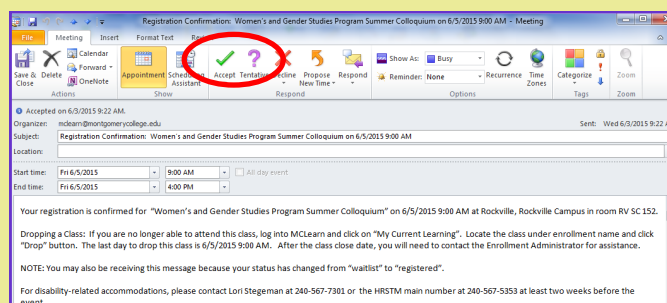 Registration Confirmation: Women's and Gender Studies Program Summer Colloquium on 6/5/2015 9:00 AM - Meeting
File Meeting Insert Format Text
Save & Close Delete Calendar Forward OneNote Appointment Scheduling Assistant Accept Tentative Decline Propose New Time Respond Show As: Busy Reminder: None Recurrence Time Zones Categorize Zoom
Actions Show Respond Options Tags Zoom
Accepted on 6/3/2015 9:22 AM.
Organizer: mclearn@montgomerycollege.edu Sent: Wed 6/3/2015 9:22 A
Subject: Registration Confirmation: Women's and Gender Studies Program Summer Colloquium on 6/5/2015 9:00 AM
Location:
Start time: Fri 6/5/2015 9:00 AM All day event
End time: Fri 6/5/2015 4:00 PM
Your registration is confirmed for "Women's and Gender Studies Program Summer Colloquium" on 6/5/2015 9:00 AM at Rockville, Rockville Campus in room RV SC 152.
Dropping a Class: If you are no longer able to attend this class, log into MCLearn and click on "My Current Learning". Locate the class under enrollment name and click
"Drop" button. The last day to drop this class is 6/5/2015 9:00 AM. After the class close date, you will need to contact the Enrollment Administrator for assistance.
NOTE: You may also be receiving this message because your status has changed from "waitlist" to "registered".
For disability-related accommodations, please contact Lori Stegeman at 240-567-7301 or the HRSTM main number at 240-567-5353 at least two weeks before the
event